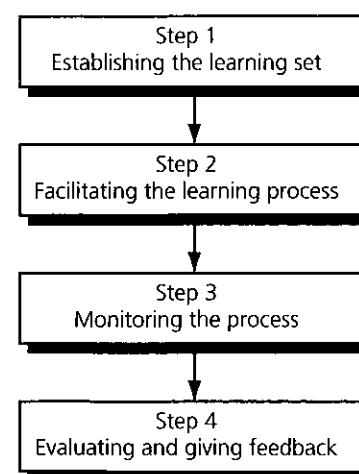 Step 1
Establishing the learning set
Step 2
Facilitating the learning process
Step 3
Monitoring the process
Step 4
Evaluating and giving feedback